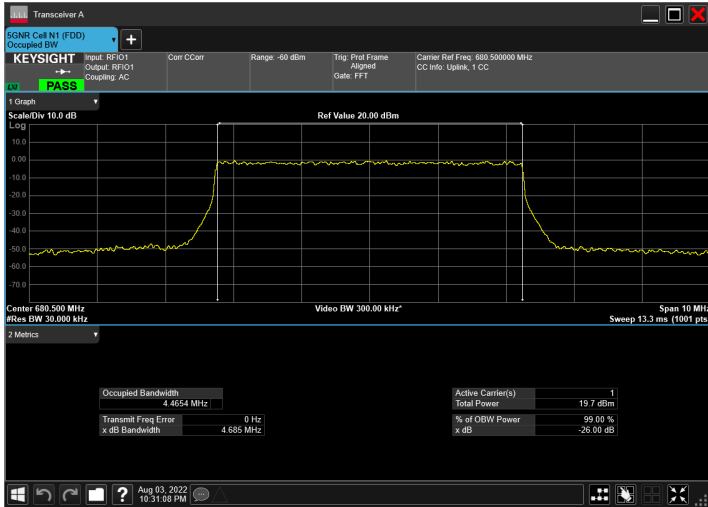 Transceiver A
5GNR Cell N1 (FDD)
Occupied BW
KEYSIGHT
LXI
PASS
Input: RFIO1
Output: RFIO1
Coupling: AC
Corr CCorr
Range: -60 dBm
Trig: Prot Frame
Aligned
Gate: FFT
Carrier Ref Freq: 680.500000 MHz
CC Info: Uplink, 1 CC
1 Graph
Scale/Div 10.0 dB
Ref Value 20.00 dBm
Log
10.0
0.00
-10.0
-20.0
-30.0
-40.0
-50.0
-60.0
-70.0
Center 680.500 MHz
Video BW 300.00 kHz*
Span 10 MHz
#Res BW 30.000 kHz
Sweep 13.3 ms (1001 pts
2 Metrics
Occupied Bandwidth
4.4654 MHz
Transmit Freq Error 0 Hz
x dB Bandwidth 4.685 MHz
Active Carrier(s) 1
Total Power 19.7 dBm
% of OBW Power 99.00 %
x dB -26.00 dB
?
Aug 03, 2022
10:31:08 PM